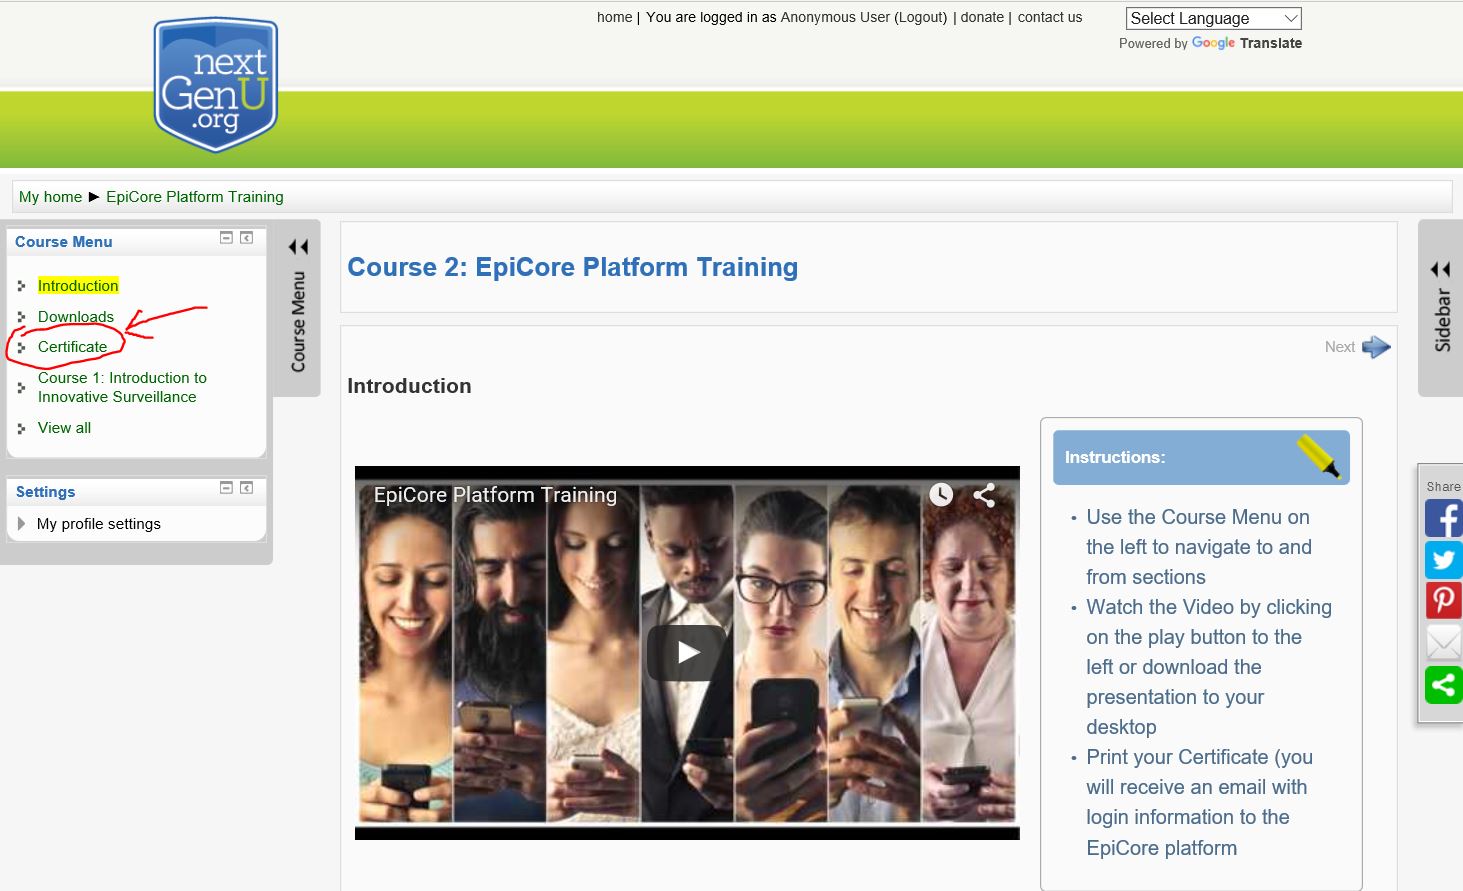 home | You are logged in as Anonymous User (Logout) | donate | contact us
Select Language
Powered by Google Translate
next
GenU
.org
My home ► EpiCore Platform Training
Course Menu
Introduction
Downloads
Certificate
Course 1: Introduction to
Innovative Surveillance
View all
Settings
My profile settings
Course Menu
Course 2: EpiCore Platform Training
Next
Introduction
EpiCore Platform Training
Instructions:
• Use the Course Menu on
the left to navigate to and
from sections
• Watch the Video by clicking
on the play button to the
left or download the
presentation to your
desktop
• Print your Certificate (you
will receive an email with
login information to the
EpiCore platform
Sidebar
Share